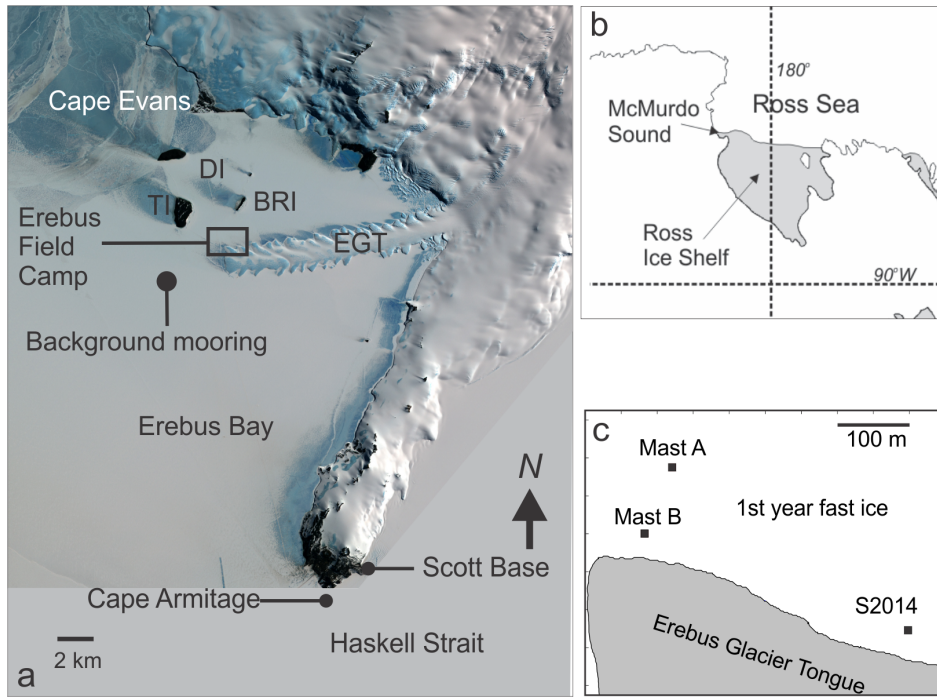 Cape Evans
DI
TI
BRI
Erebus
Field
Camp
EGT
Background mooring
Erebus Bay
N
Scott Base
Cape Armitage
Haskell Strait
2 km
a
b
180°
McMurdo
Sound
Ross Sea
Ross
Ice Shelf
90°W
c
100 m
Mast A
1st year fast ice
Mast B
S2014
Erebus Glacier Tongue